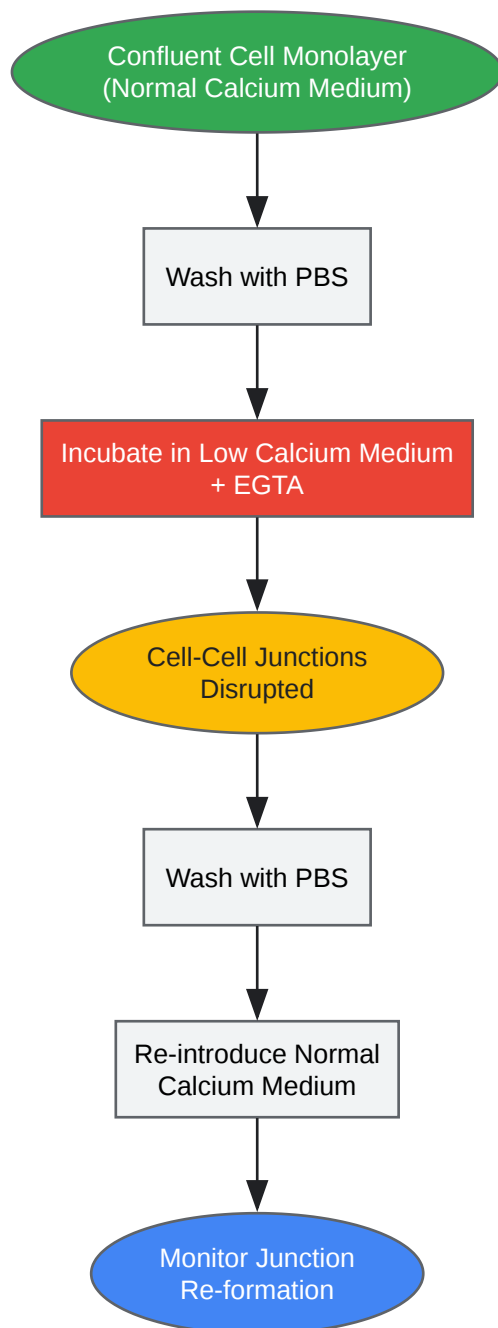 Confluent Cell Monolayer
(Normal Calcium Medium)
Wash with PBS
Incubate in Low Calcium Medium
+ EGTA
Cell-Cell Junctions
Disrupted
Wash with PBS
Re-introduce Normal
Calcium Medium
Monitor Junction
Re-formation